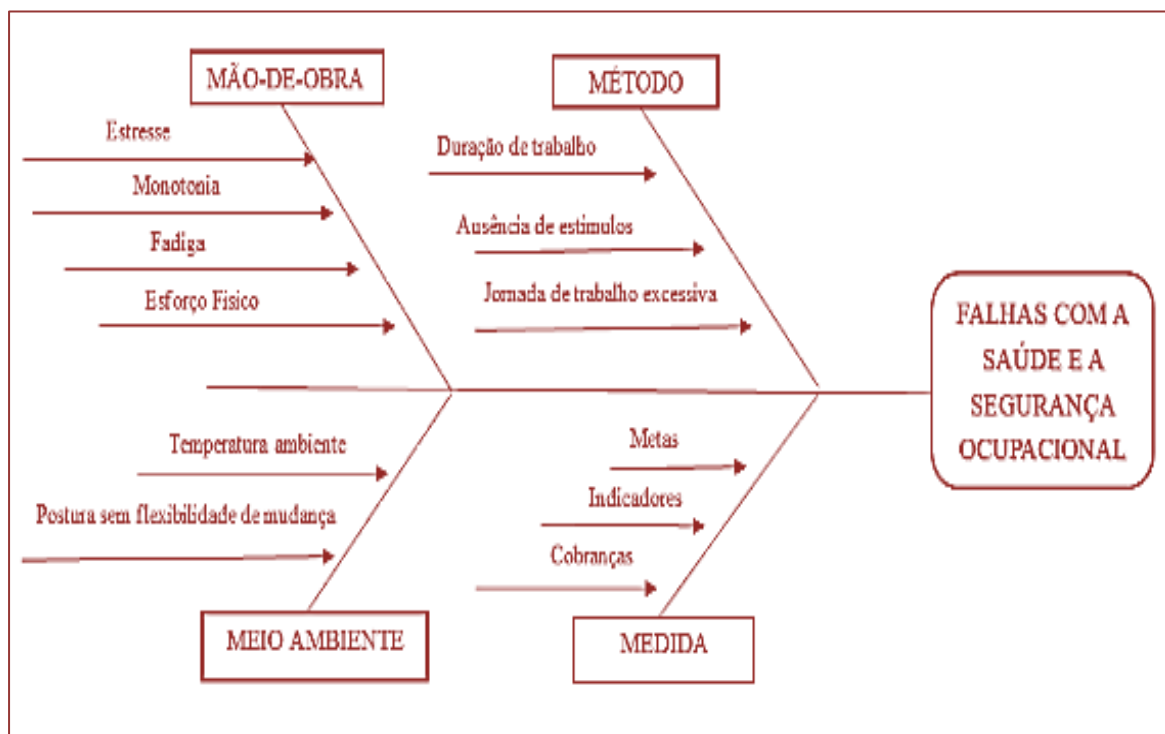 MÃO-DE-OBRA
Estresse
Monotonia
Fadiga
Esforço Físico
MÉTODO
Duração de trabalho
Ausência de estimulos
Jornada de trabalho excessiva
Temperatura ambiente
Postura sem flexibilidade de mudança
MEIO AMBIENTE
Metas
Indicadores
Cobranças
MEDIDA
FALHAS COM A
SAÚDE E A
SEGURANÇA
OCUPACIONAL